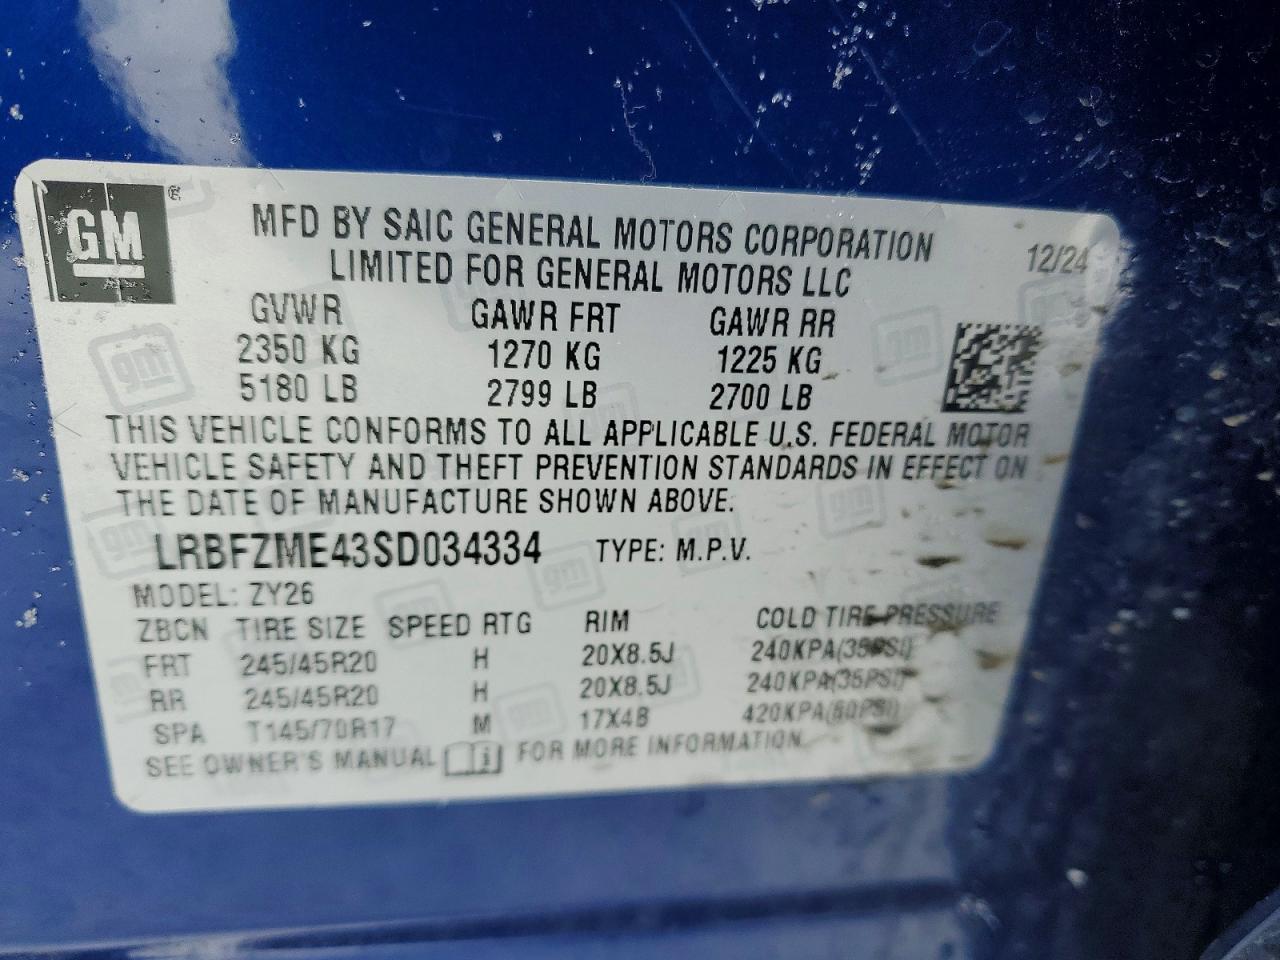 GM ®
MFD BY SAIC GENERAL MOTORS CORPORATION 12/24
LIMITED FOR GENERAL MOTORS LLC
GVWR GAWR FRT GAWR RR
2350 KG 1270 KG 1225 KG
5180 LB 2799 LB 2700 LB
THIS VEHICLE CONFORMS TO ALL APPLICABLE U.S. FEDERAL MOTOR
VEHICLE SAFETY AND THEFT PREVENTION STANDARDS IN EFFECT ON
THE DATE OF MANUFACTURE SHOWN ABOVE.
LRBFZME43SD034334 TYPE: M.P.V.
MODEL: ZY26
ZBCN TIRE SIZE SPEED RTG RIM COLD TIRE PRESSURE
FRT 245/45R20 H 20X8.5J 240KPA(35PSI)
RR 245/45R20 H 20X8.5J 240KPA(35PSI)
SPA T145/70R17 M 17X4B 420KPA(60PSI)
SEE OWNER'S MANUAL FOR MORE INFORMATION